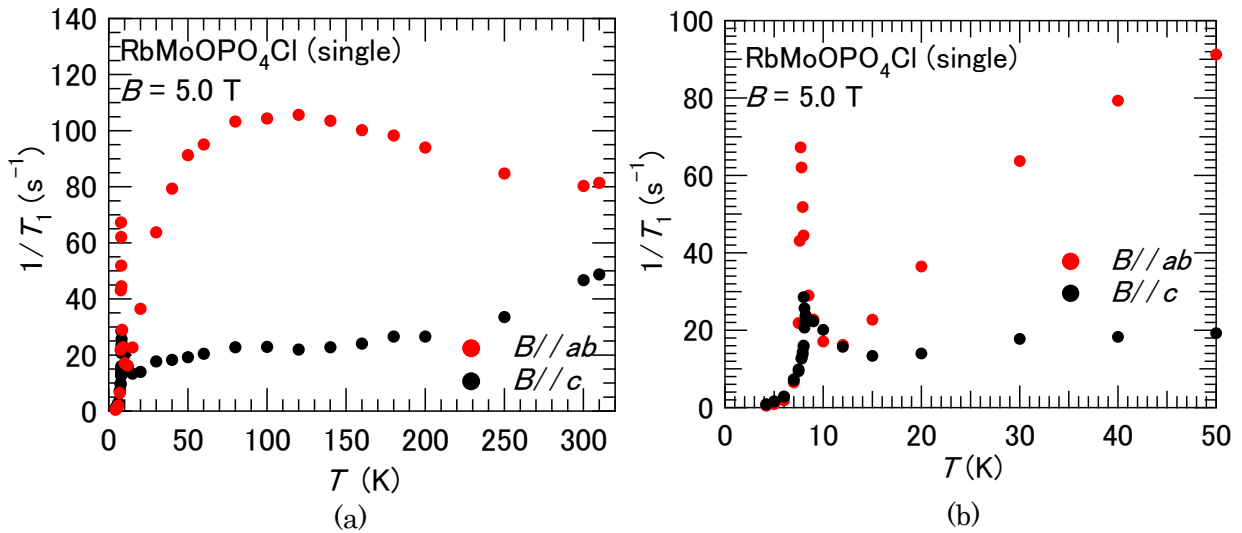 RbMoOPO₄Cl (single)
B = 5.0 T
1/T₁ (s⁻¹)
140
120
100
80
60
40
20
0
B//ab
B//c
0 50 100 150 200 250 300
T (K)
(a)
RbMoOPO₄Cl (single)
B = 5.0 T
1/T₁ (s⁻¹)
100
80
60
40
20
0
B//ab
B//c
0 10 20 30 40 50
T (K)
(b)